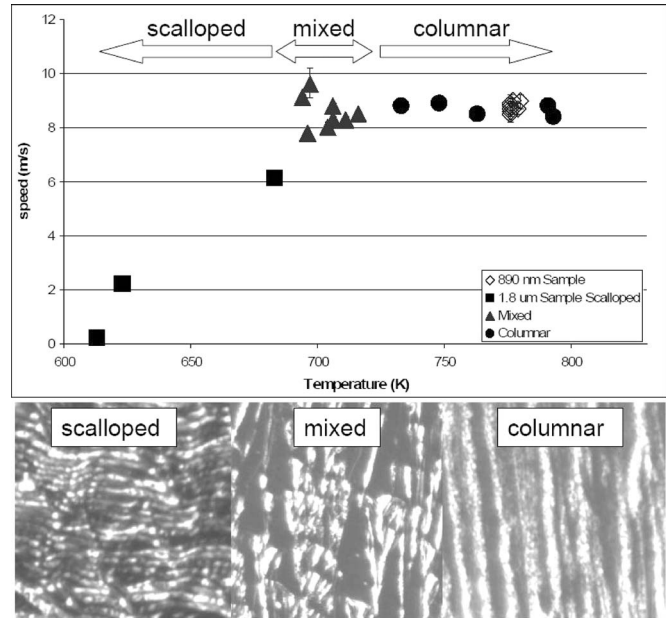 scalloped mixed columnar
12
10
8
6
4
2
0
speed (m/s)
600 650 700 750 800
Temperature (K)
890 nm Sample
1.8 um Sample Scalloped
Mixed
Columnar
scalloped mixed columnar